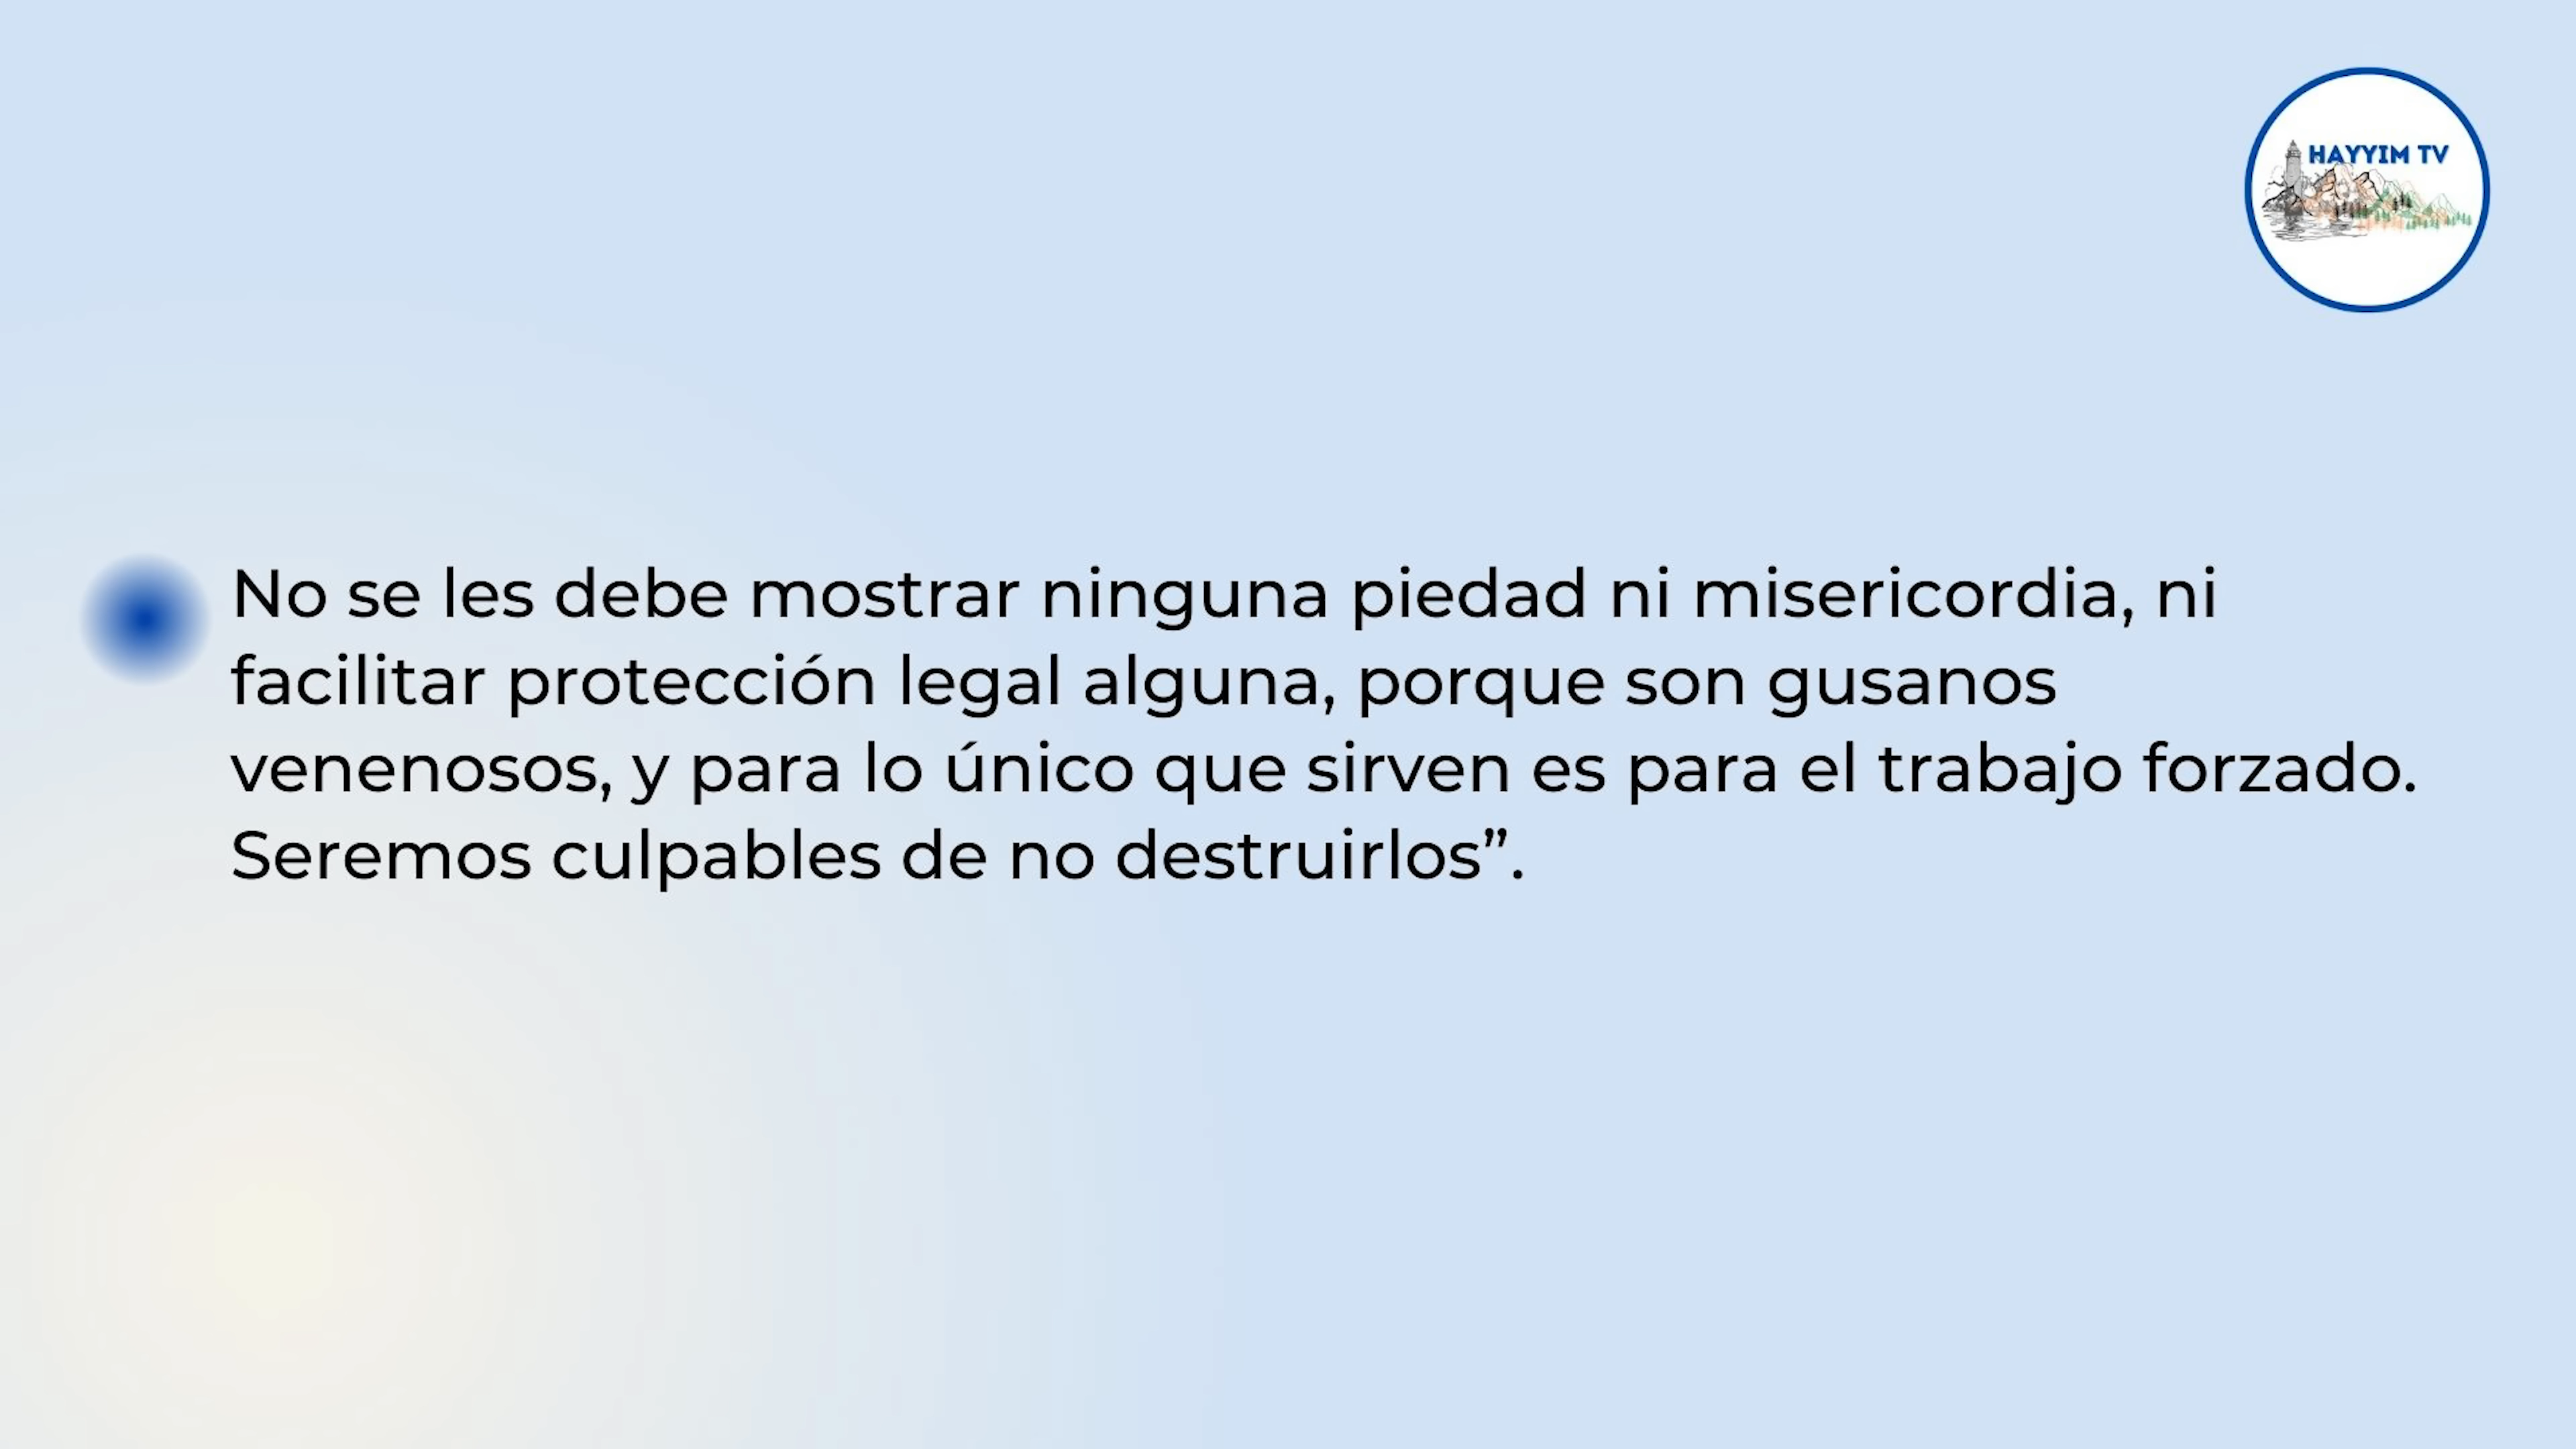 HAYYIM TV
No se les debe mostrar ninguna piedad ni misericordia, ni
facilitar protección legal alguna, porque son gusanos
venenosos, y para lo único que sirven es para el trabajo forzado.
Seremos culpables de no destruirlos”.